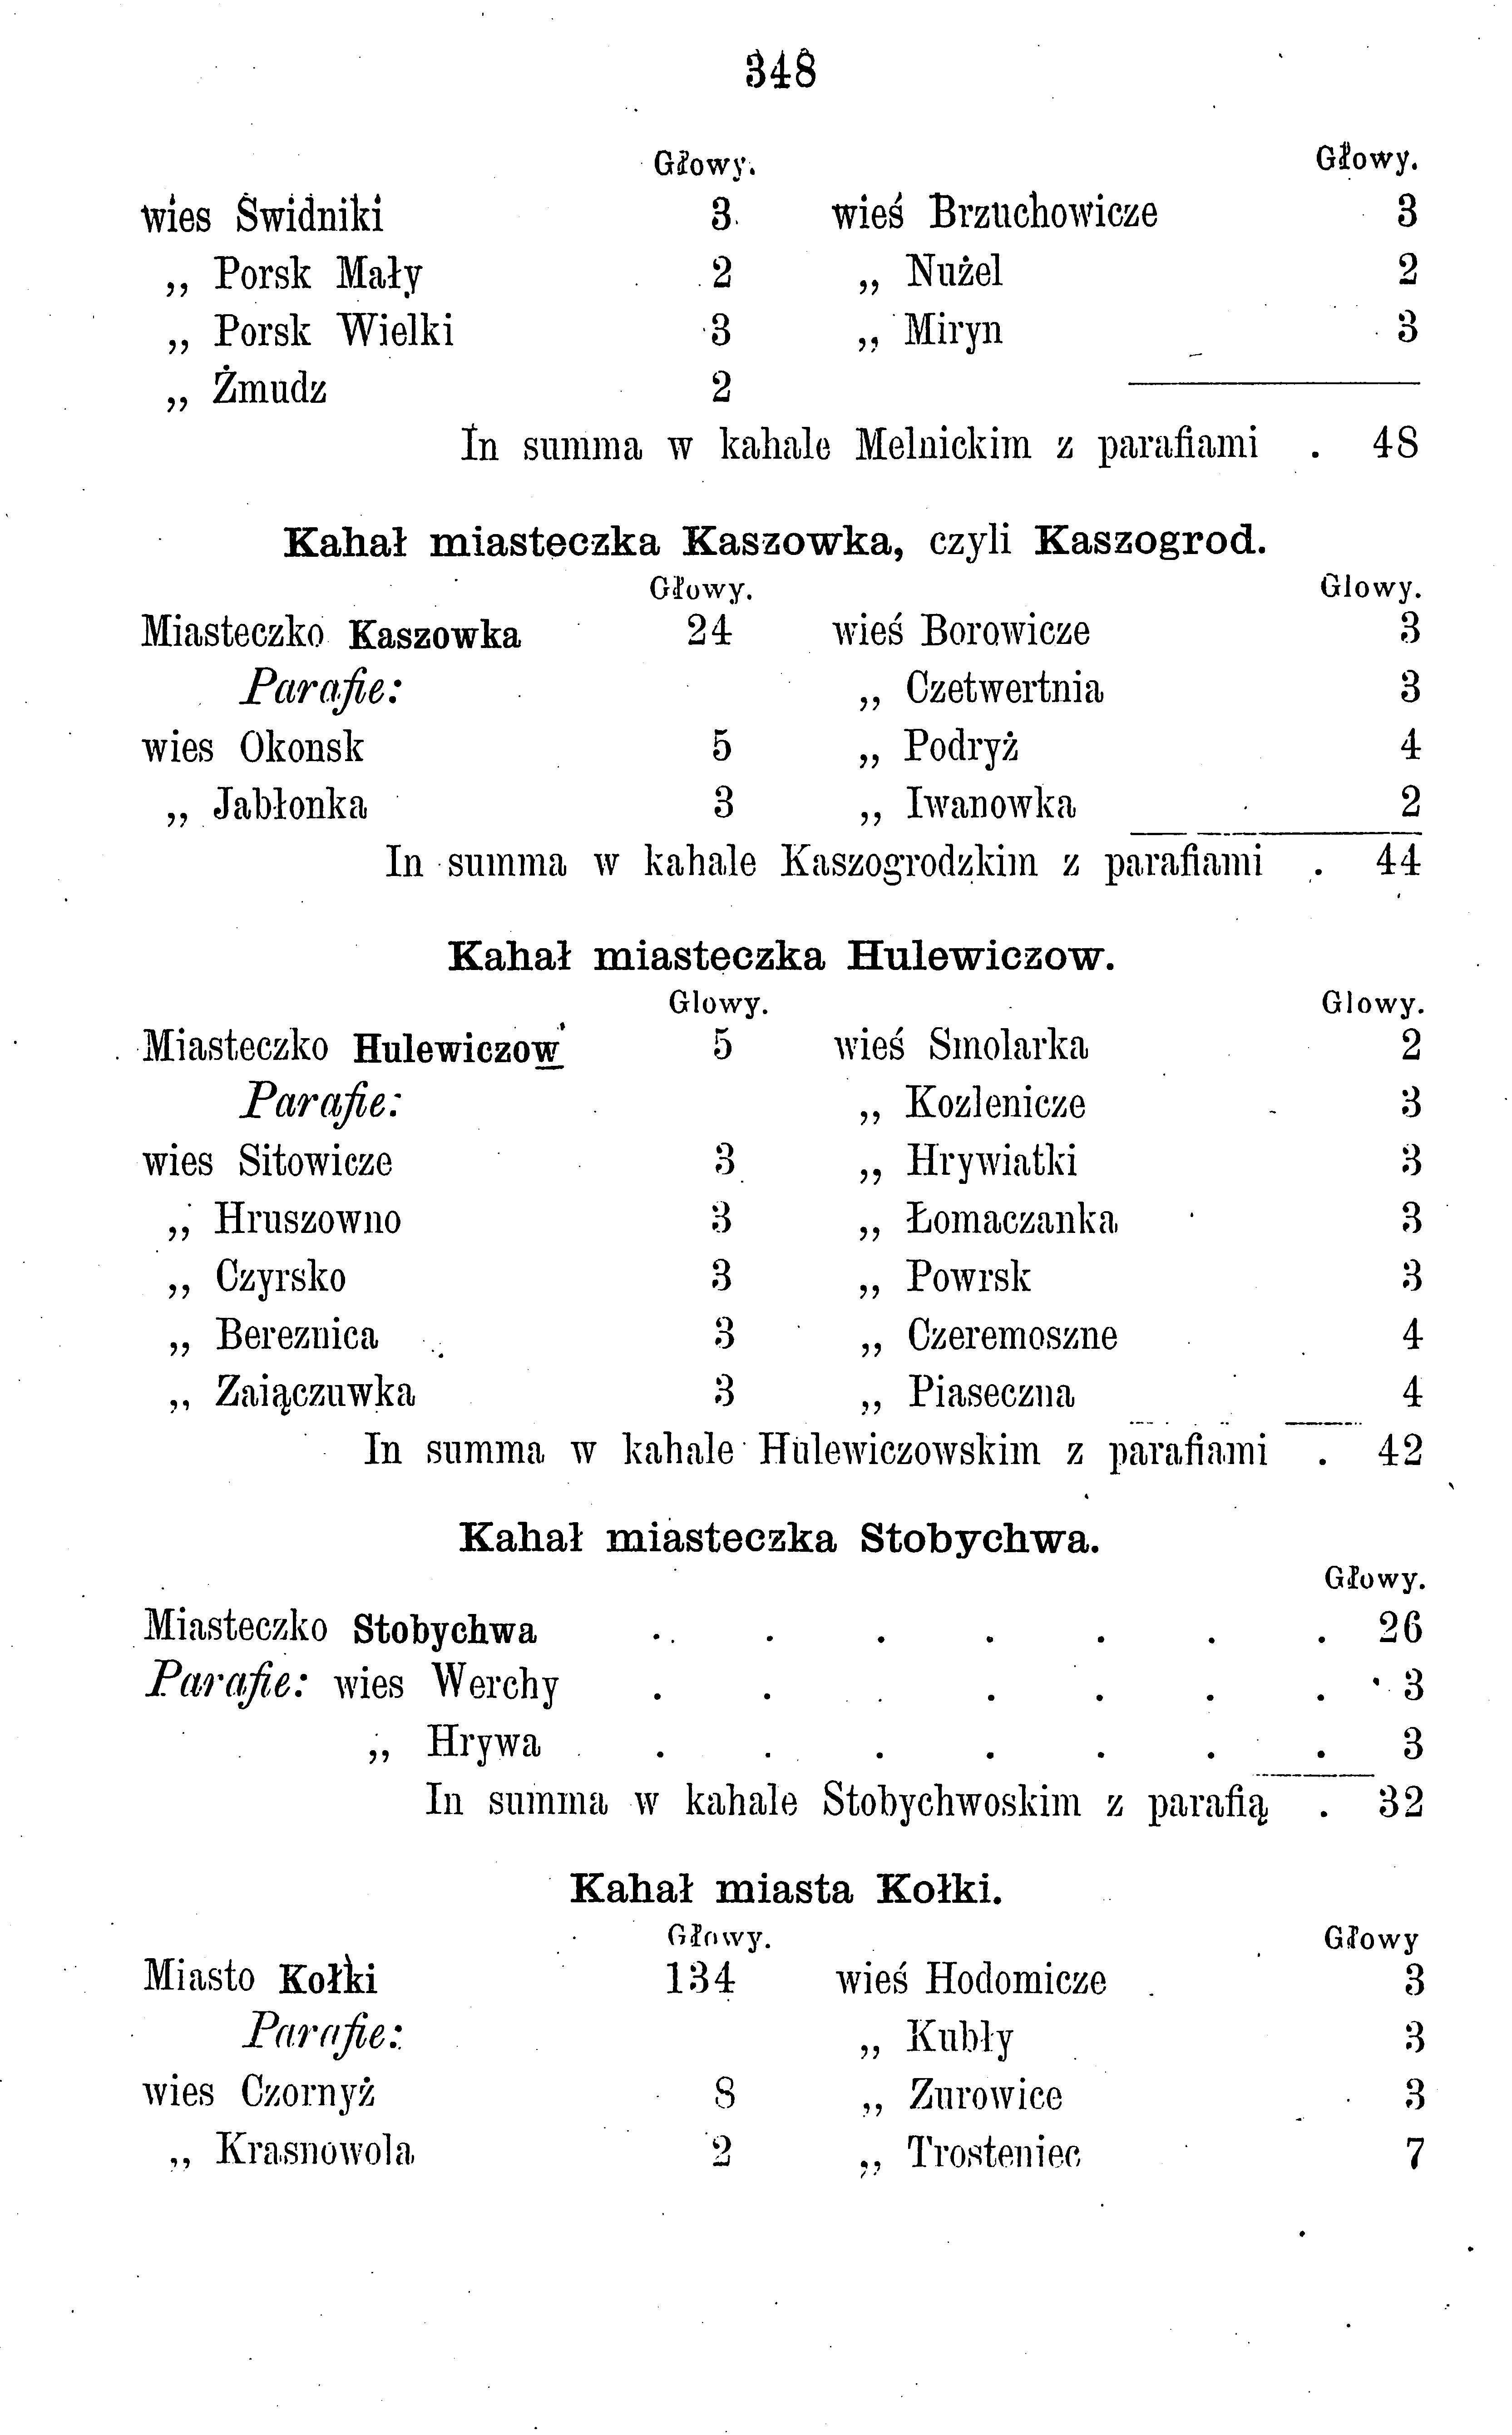 348
Głowy. Głowy.
wies Swidniki 3 wieś Brzuchowicze 3
„ Porsk Mały 2 „ Nużel 2
„ Porsk Wielki 3 „ Miryn 3
„ Żmudz 2
In summa w kahale Melnickim z parafiami . 48
Kahał miasteczka Kaszowka, czyli Kaszogrod.
Głowy. Glowy.
Miasteczko Kaszowka 24 wieś Borowicze 3
Parafie: „ Czetwertnia 3
wies Okonsk 5 „ Podryż 4
„ Jabłonka 3 „ Iwanowka 2
In summa w kahale Kaszogrodzkim z parafiami . 44
Kahał miasteczka Hulewiczow.
Glowy. Glowy.
Miasteczko Hulewiczow 5 wieś Smolarka 2
Parafie: „ Kozlenicze 3
wies Sitowicze 3 „ Hrywiatki 3
„ Hruszowno 3 „ Łomaczanka 3
„ Czyrsko 3 „ Powrsk 3
„ Bereznica 3 „ Czeremoszne 4
„ Zaiączuwka 3 „ Piaseczna 4
In summa w kahale Hulewiczowskim z parafiami . 42
Kahał miasteczka Stobychwa.
Głowy.
Miasteczko Stobychwa . . . . . . . 26
Parafie: wies Werchy . . . . . . . 3
„ Hrywa . . . . . . . 3
In summa w kahale Stobychwoskim z parafią . 32
Kahał miasta Kołki.
Głowy. Głowy
Miasto Kołki 134 wieś Hodomicze 3
Parafie: „ Kubły 3
wies Czornyż 8 „ Zurowice 3
„ Krasnowola 2 „ Trosteniec 7